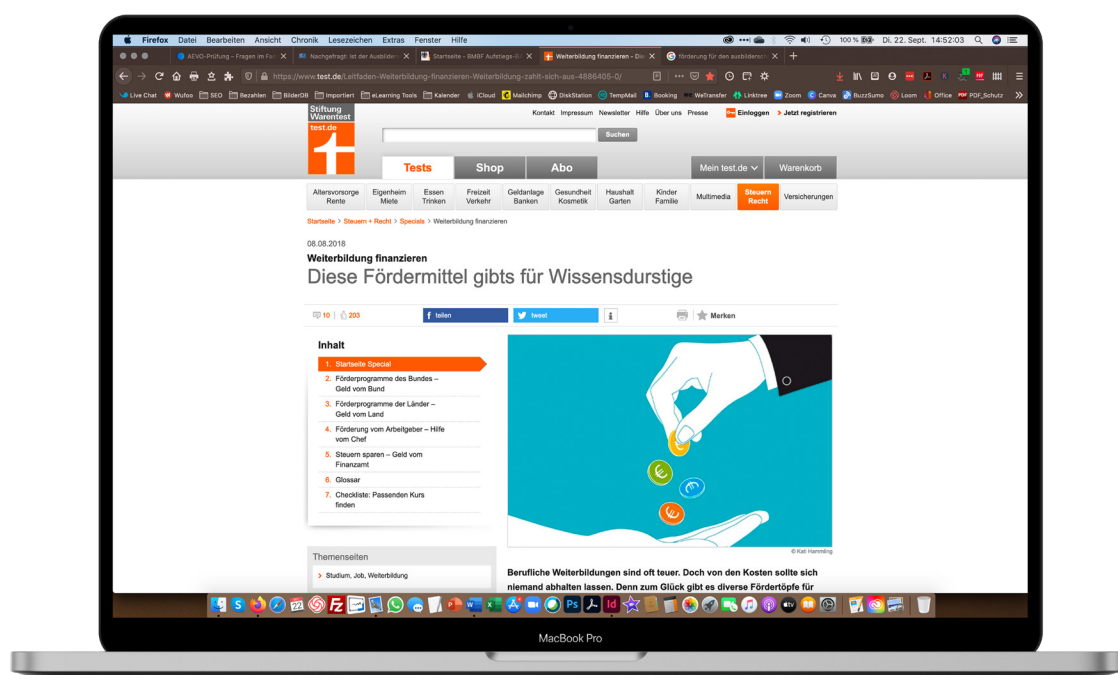 Firefox Datei Bearbeiten Ansicht Chronik Lesezeichen Extras Fenster Hilfe 100 % Di. 22. Sept. 14:52:03
AEVO-Prüfung – Fragen im Fac Nachgefragt: Ist der Ausbilder- Startseite - BMBF Aufstiegs-B Weiterbildung finanzieren - Die förderung für den ausbildersch
https://www.test.de/Leitfaden-Weiterbildung-finanzieren-Weiterbildung-zahlt-sich-aus-4886405-0/
Live Chat Wufoo SEO Bezahlen BilderDB Importiert eLearning Tools Kalender iCloud Mailchimp DiskStation TempMail Booking WeTransfer Linktree Zoom Canva BuzzSumo Loom Office PDF_Schutz
Stiftung
Warentest
test.de
Kontakt Impressum Newsletter Hilfe Über uns Presse Einloggen Jetzt registrieren
Suchen
Tests Shop Abo Mein test.de Warenkorb
Altersvorsorge Eigenheim Essen Freizeit Geldanlage Gesundheit Haushalt Kinder Multimedia Steuern Versicherungen
Rente Miete Trinken Verkehr Banken Kosmetik Garten Familie Recht
Startseite > Steuern + Recht > Specials > Weiterbildung finanzieren
08.08.2018
Weiterbildung finanzieren
Diese Fördermittel gibts für Wissensdurstige
10 203 teilen tweet i Merken
Inhalt
1. Startseite Special
2. Förderprogramme des Bundes –
Geld vom Bund
3. Förderprogramme der Länder –
Geld vom Land
4. Förderung vom Arbeitgeber – Hilfe
vom Chef
5. Steuern sparen – Geld vom
Finanzamt
6. Glossar
7. Checkliste: Passenden Kurs
finden
© Kati Hammling
Themenseiten
> Studium, Job, Weiterbildung
Berufliche Weiterbildungen sind oft teuer. Doch von den Kosten sollte sich
niemand abhalten lassen. Denn zum Glück gibt es diverse Fördertöpfe für
MacBook Pro